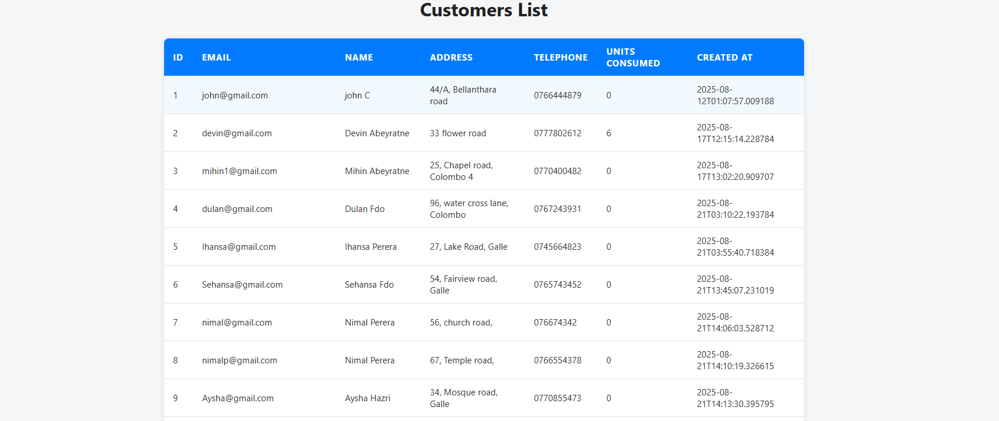 Customers List
ID EMAIL NAME ADDRESS TELEPHONE UNITS CONSUMED CREATED AT
1 john@gmail.com john C 44/A, Bellanthara road 0766444879 0 2025-08-12T01:07:57.009188
2 devin@gmail.com Devin Abeyratne 33 flower road 0777802612 6 2025-08-17T12:15:14.228784
3 mihin1@gmail.com Mihin Abeyratne 25, Chapel road, Colombo 4 0770400482 0 2025-08-17T13:02:20.909707
4 dulan@gmail.com Dulan Fdo 96, water cross lane, Colombo 0767243931 0 2025-08-21T03:10:22.193784
5 Ihansa@gmail.com Ihansa Perera 27, Lake Road, Galle 0745664823 0 2025-08-21T03:55:40.718384
6 Sehansa@gmail.com Sehansa Fdo 54, Fairview road, Galle 0765743452 0 2025-08-21T13:45:07.231019
7 nimal@gmail.com Nimal Perera 56, church road, 076674342 0 2025-08-21T14:06:03.528712
8 nimalp@gmail.com Nimal Perera 67, Temple road, 0766554378 0 2025-08-21T14:10:19.326615
9 Aysha@gmail.com Aysha Hazri 34, Mosque road, Galle 0770855473 0 2025-08-21T14:13:30.395795